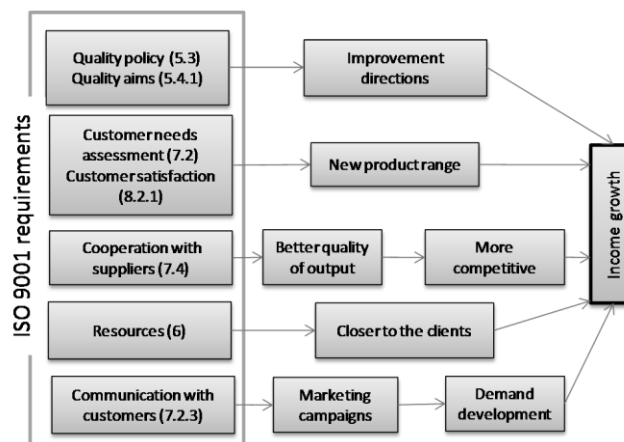 ISO 9001 requirements
Quality policy (5.3)
Quality aims (5.4.1)
Improvement
directions
Customer needs
assessment (7.2)
Customer satisfaction
(8.2.1)
New product range
Cooperation with
suppliers (7.4)
Better quality
of output
More
competitive
Resources (6)
Closer to the clients
Communication with
customers (7.2.3)
Marketing
campaigns
Demand
development
Income growth